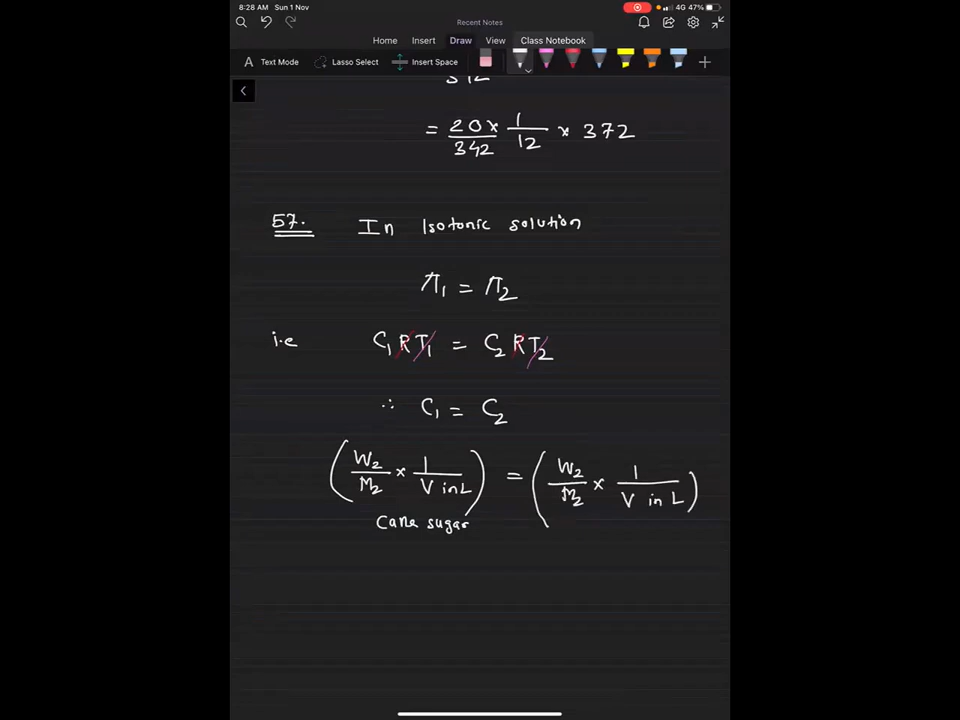 8:28 AM Sun 1 Nov
4G 47%
Recent Notes
Home Insert Draw View Class Notebook
Text Mode Lasso Select Insert Space
342
= 20 × 1 × 372
342 12
57. In Isotonic solution
π₁ = π₂
i.e C₁RT₁ = C₂RT₂
∴ C₁ = C₂
(W₂/M₂ × 1/V in L) = (W₂/M₂ × 1/V in L)
Cane sugar